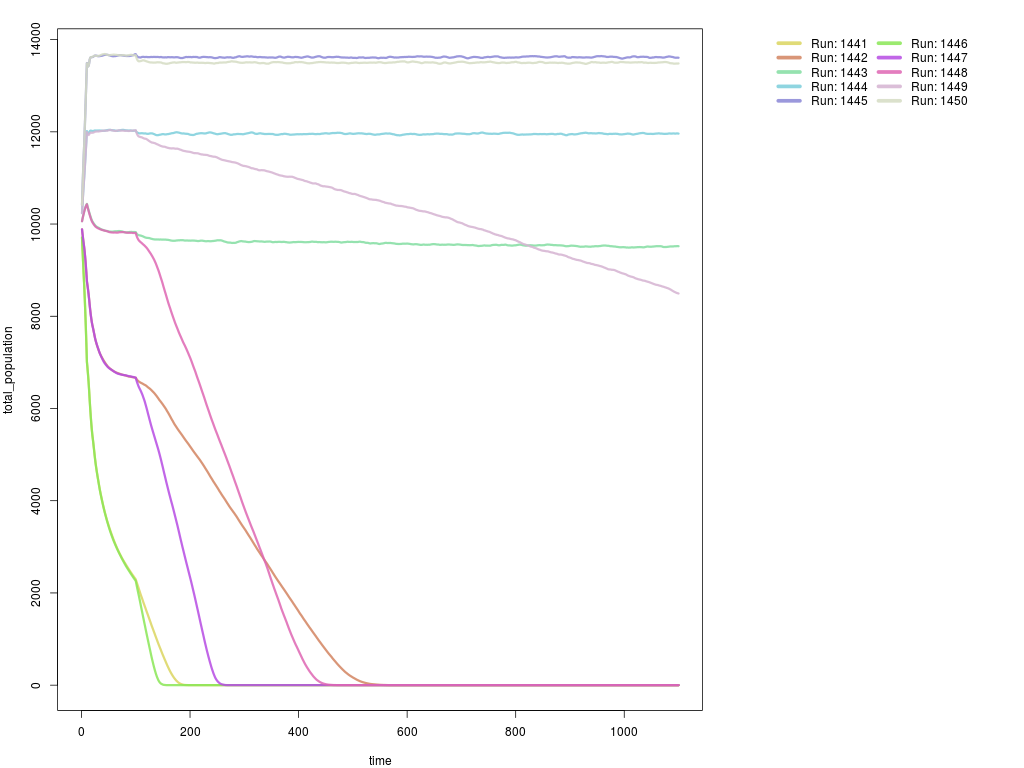 14000
12000
10000
8000
6000
4000
2000
0
total_population
0 200 400 600 800 1000
time
Run: 1441 Run: 1446
Run: 1442 Run: 1447
Run: 1443 Run: 1448
Run: 1444 Run: 1449
Run: 1445 Run: 1450